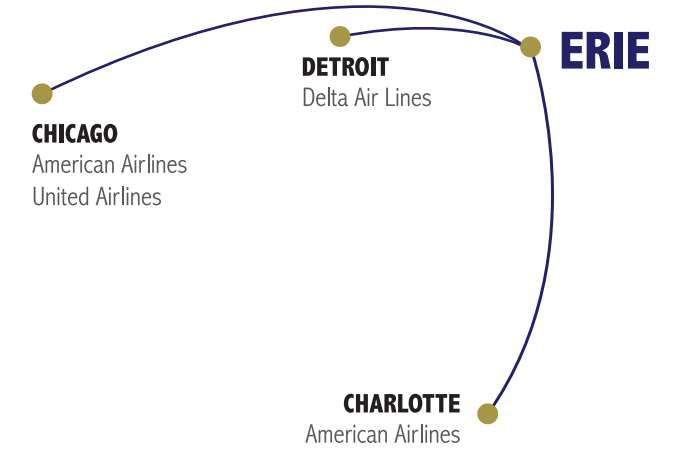 ERIE
DETROIT
Delta Air Lines
CHICAGO
American Airlines
United Airlines
CHARLOTTE
American Airlines